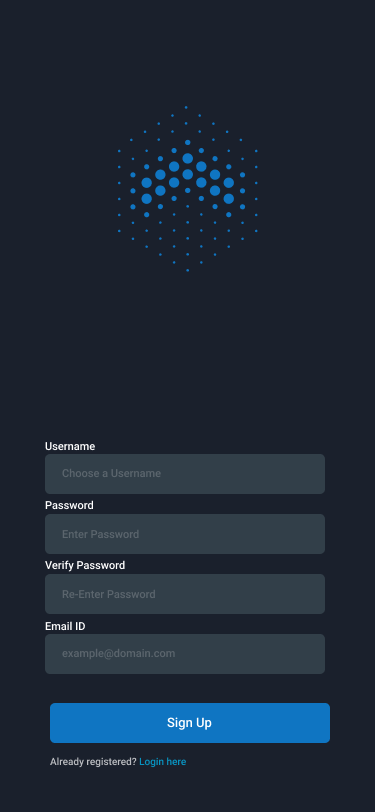 Username
Choose a Username
Password
Enter Password
Verify Password
Re-Enter Password
Email ID
example@domain.com
Sign Up
Already registered? Login here